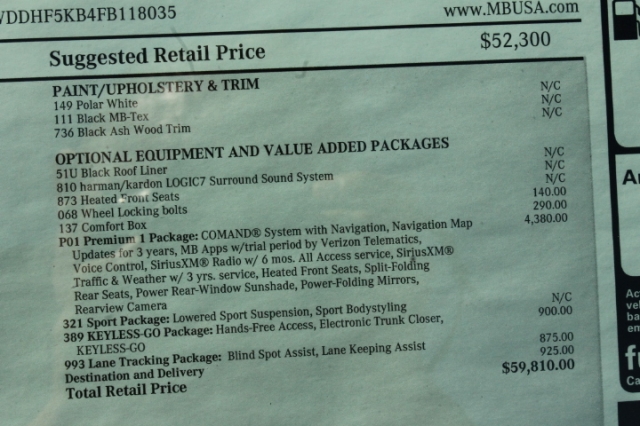 WDDHF5KB4FB118035 www.MBUSA.com
Suggested Retail Price $52,300
PAINT/UPHOLSTERY & TRIM
149 Polar White N/C
111 Black MB-Tex N/C
736 Black Ash Wood Trim N/C
OPTIONAL EQUIPMENT AND VALUE ADDED PACKAGES
51U Black Roof Liner N/C
810 harman/kardon LOGIC7 Surround Sound System N/C
873 Heated Front Seats N/C
068 Wheel Locking bolts 140.00
137 Comfort Box 290.00
P01 Premium 1 Package: COMAND® System with Navigation, Navigation Map 4,380.00
Updates for 3 years, MB Apps w/trial period by Verizon Telematics,
Voice Control, SiriusXM® Radio w/ 6 mos. All Access service, SiriusXM®
Traffic & Weather w/ 3 yrs. service, Heated Front Seats, Split-Folding
Rear Seats, Power Rear-Window Sunshade, Power-Folding Mirrors,
Rearview Camera
321 Sport Package: Lowered Sport Suspension, Sport Bodystyling N/C
389 KEYLESS-GO Package: Hands-Free Access, Electronic Trunk Closer, 900.00
KEYLESS-GO
993 Lane Tracking Package: Blind Spot Assist, Lane Keeping Assist 875.00
Destination and Delivery 925.00
Total Retail Price $59,810.00